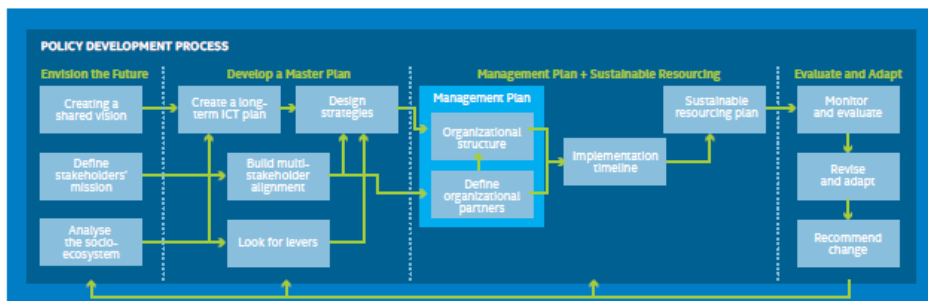 POLICY DEVELOPMENT PROCESS
Envision the Future
Develop a Master Plan
Management Plan + Sustainable Resourcing
Evaluate and Adapt
Creating a
shared vision
Create a long-
term ICT plan
Design
strategies
Management Plan
Organizational
structure
Sustainable
resourcing plan
Monitor
and evaluate
Define
stakeholders'
mission
Build multi-
stakeholder
alignment
Define
organizational
partners
Implementation
timeline
Revise
and adapt
Analyse
the socio-
ecosystem
Look for levers
Recommend
change